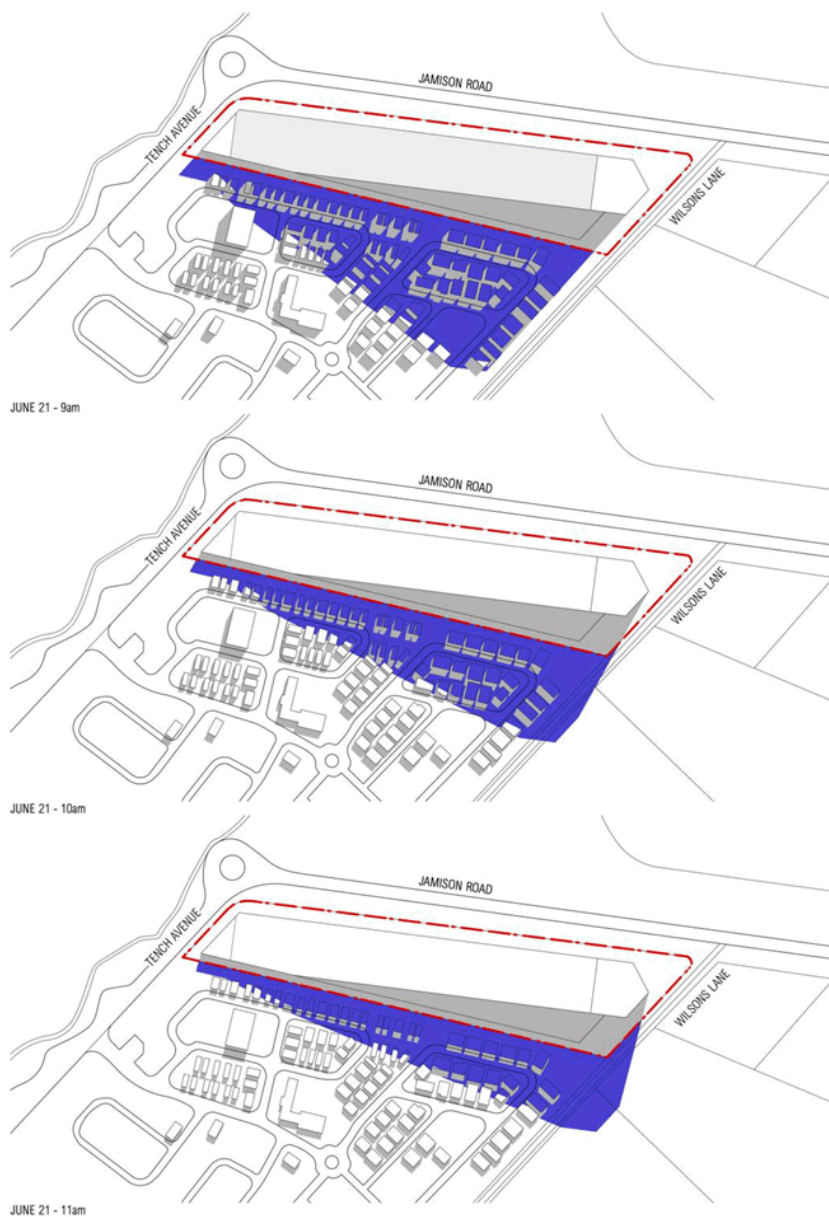 JAMISON ROAD
TENCH AVENUE
WILSONS LANE
JUNE 21 - 9am
JAMISON ROAD
TENCH AVENUE
WILSONS LANE
JUNE 21 - 10am
JAMISON ROAD
TENCH AVENUE
WILSONS LANE
JUNE 21 - 11am